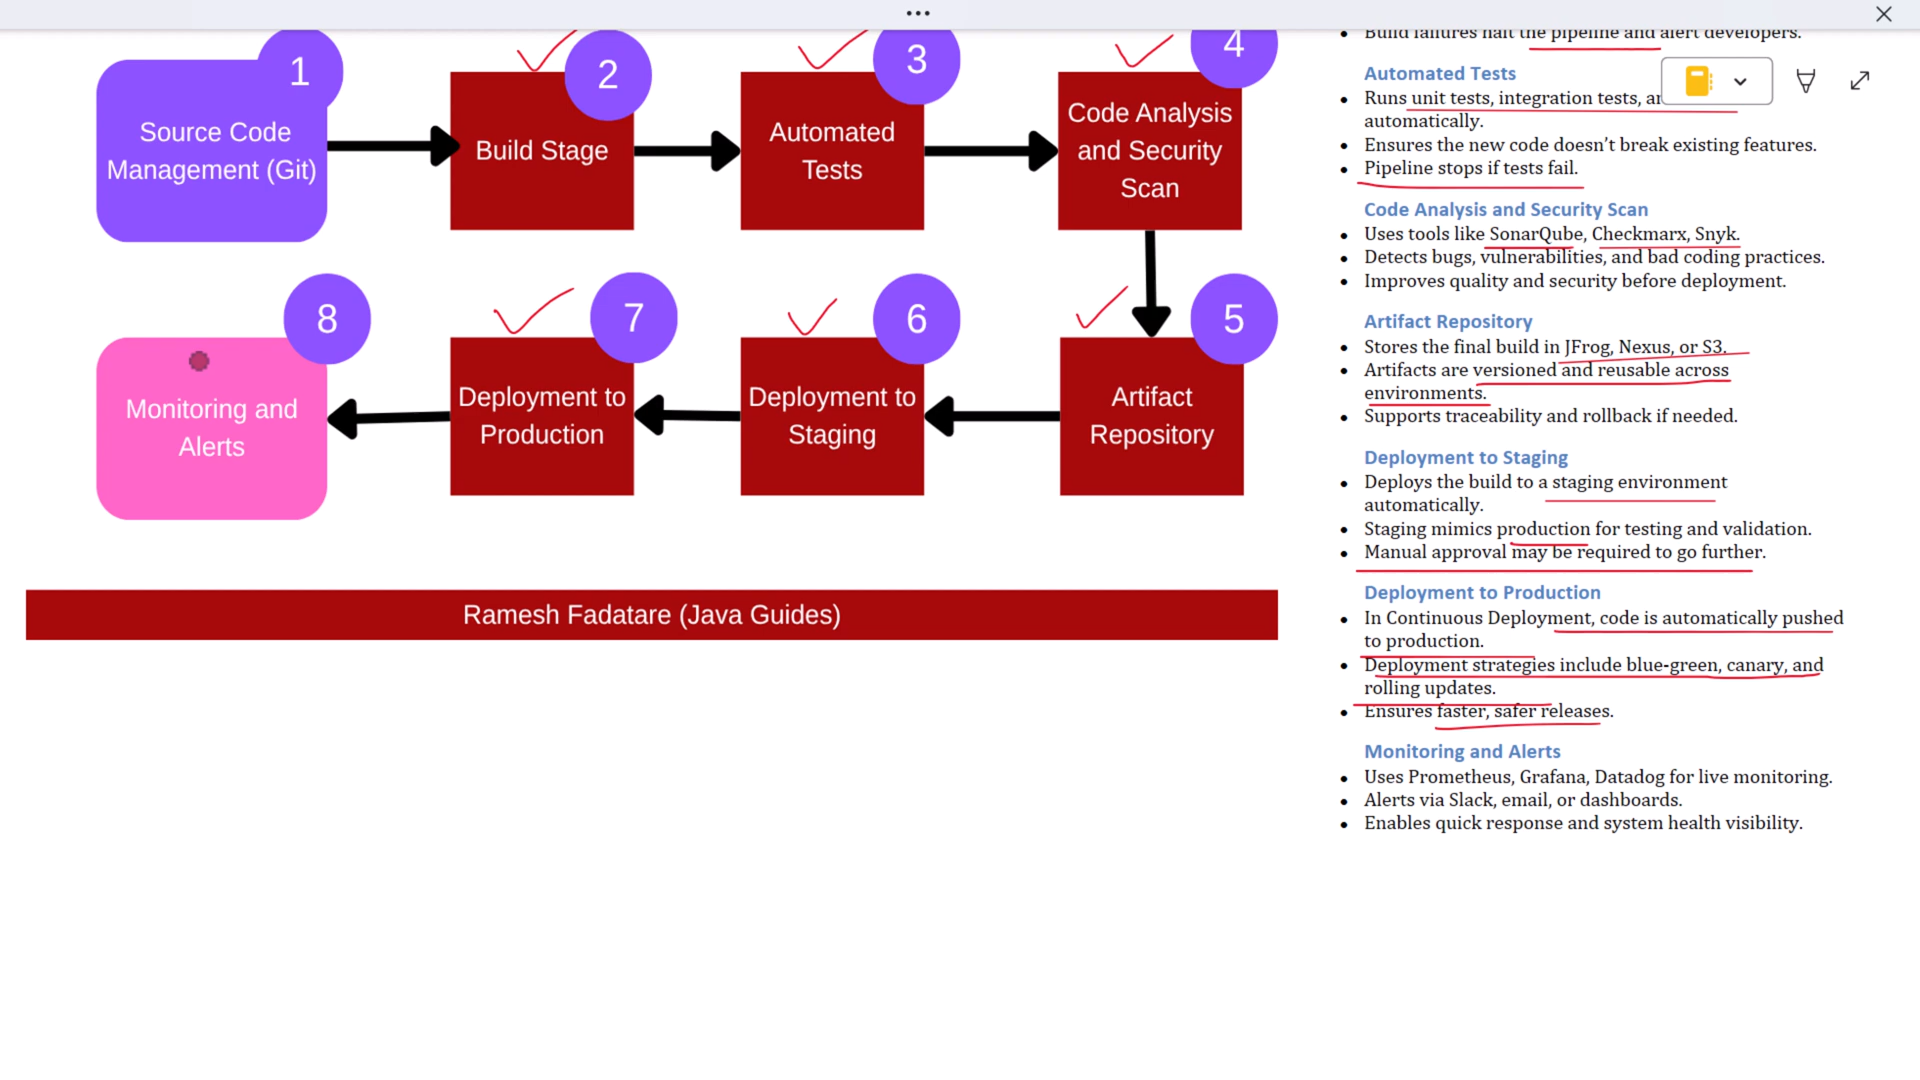 1
2
3
4
Source Code
Management (Git)
Build Stage
Automated
Tests
Code Analysis
and Security
Scan
8
7
6
5
Monitoring and
Alerts
Deployment to
Production
Deployment to
Staging
Artifact
Repository
Ramesh Fadatare (Java Guides)
• Build failures halt the pipeline and alert developers.
Automated Tests
• Runs unit tests, integration tests,
automatically.
• Ensures the new code doesn’t break existing features.
• Pipeline stops if tests fail.
Code Analysis and Security Scan
• Uses tools like SonarQube, Checkmarx, Snyk.
• Detects bugs, vulnerabilities, and bad coding practices.
• Improves quality and security before deployment.
Artifact Repository
• Stores the final build in JFrog, Nexus, or S3.
• Artifacts are versioned and reusable across
environments.
• Supports traceability and rollback if needed.
Deployment to Staging
• Deploys the build to a staging environment
automatically.
• Staging mimics production for testing and validation.
• Manual approval may be required to go further.
Deployment to Production
• In Continuous Deployment, code is automatically pushed
to production.
• Deployment strategies include blue-green, canary, and
rolling updates.
• Ensures faster, safer releases.
Monitoring and Alerts
• Uses Prometheus, Grafana, Datadog for live monitoring.
• Alerts via Slack, email, or dashboards.
• Enables quick response and system health visibility.